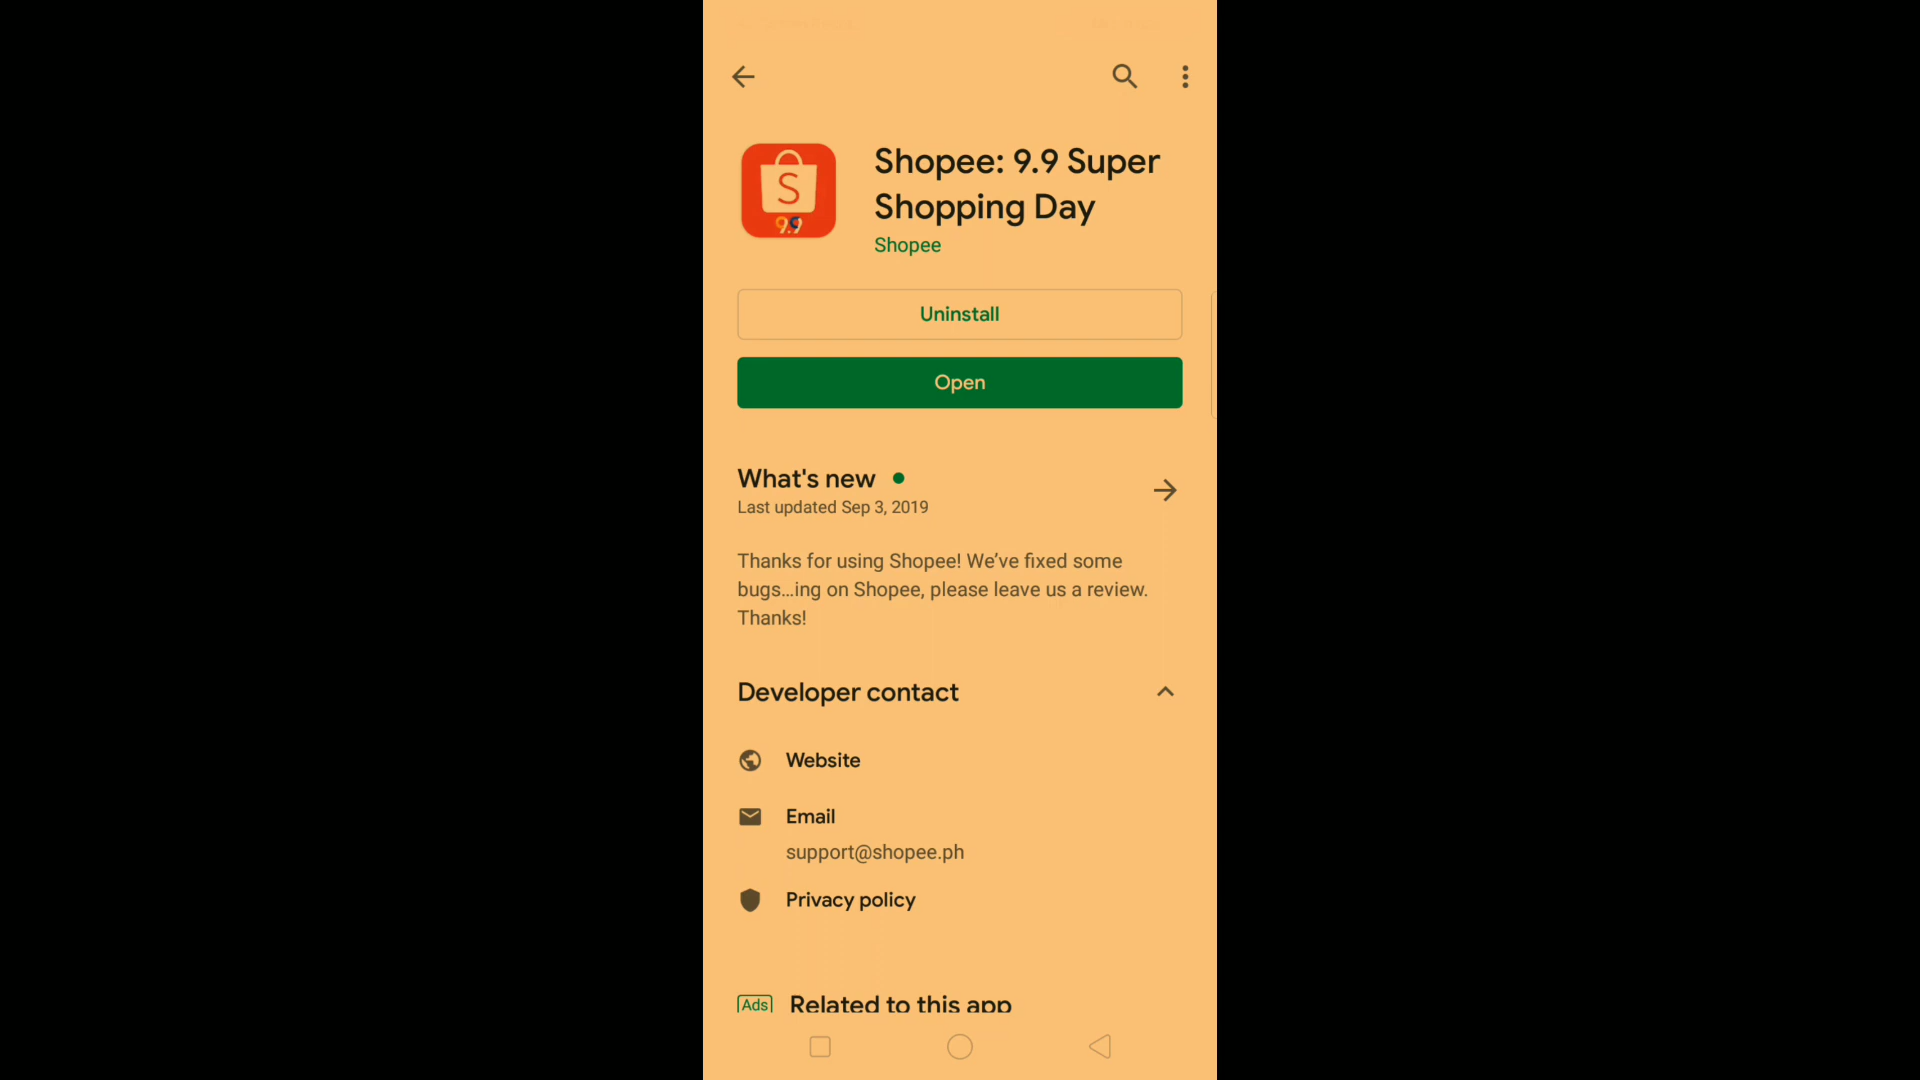 Shopee: 9.9 Super
Shopping Day
S
9.9
Shopee
Uninstall
Open
What's new
Last updated Sep 3, 2019
Thanks for using Shopee! We’ve fixed some
bugs…ing on Shopee, please leave us a review.
Thanks!
Developer contact
Website
Email
support@shopee.ph
Privacy policy
Ads Related to this app